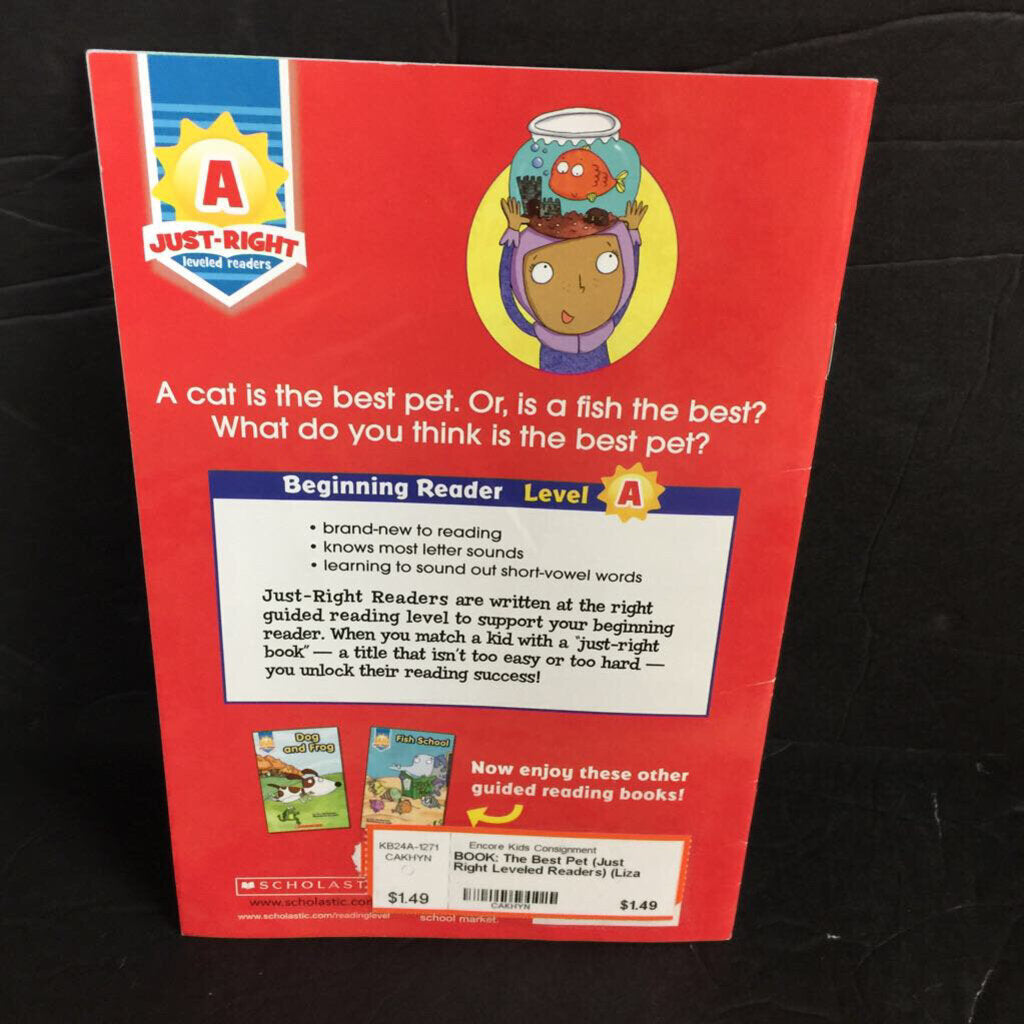 A
JUST-RIGHT
leveled readers
A cat is the best pet. Or, is a fish the best?
What do you think is the best pet?
Beginning Reader Level A
• brand-new to reading
• knows most letter sounds
• learning to sound out short-vowel words
Just-Right Readers are written at the right
guided reading level to support your beginning
reader. When you match a kid with a "just-right
book" — a title that isn't too easy or too hard —
you unlock their reading success!
Dog
and Frog
Fish School
Now enjoy these other
guided reading books!
KB24A-1271
CAKHYN
$1.49
Encore Kids Consignment
BOOK: The Best Pet (Just
Right Leveled Readers) (Liza
CAKHYN
$1.49
SCHOLAST
www.scholastic.co
www.scholastic.com/readinglevel
school market.